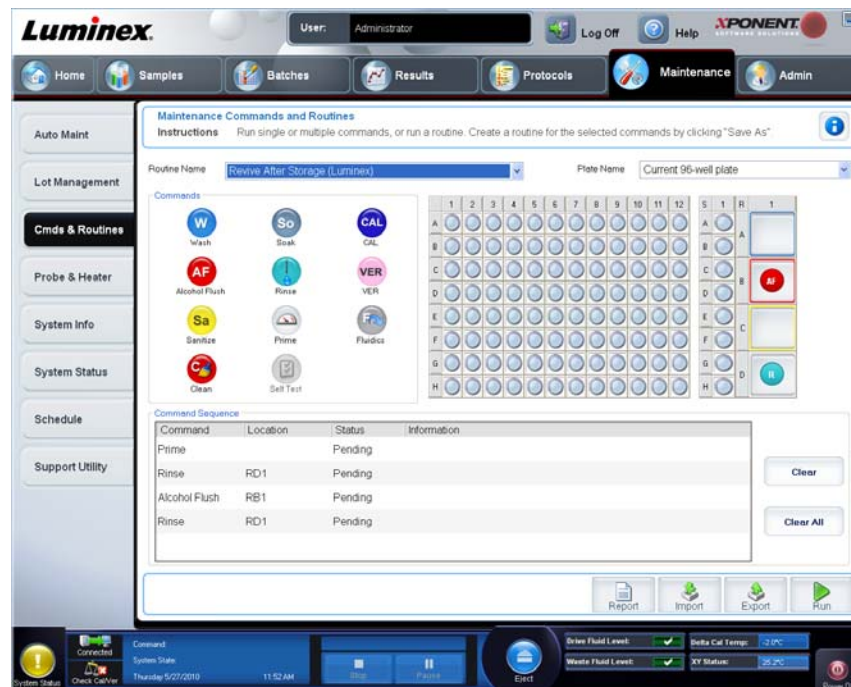 Luminex.
User: Administrator
Log Off
Help
XPONENT.
SOFTWARE SOLUTIONS
Home
Samples
Batches
Results
Protocols
Maintenance
Admin
Auto Maint
Lot Management
Cmds & Routines
Probe & Heater
System Info
System Status
Schedule
Support Utility
Maintenance Commands and Routines
Instructions Run single or multiple commands, or run a routine. Create a routine for the selected commands by clicking "Save As".
Routine Name Revive After Storage (Luminex)
Plate Name Current 96-well plate
Commands
W So CAL
Wash Soak CAL
AF VER
Alcohol Flush Rinse VER
Sa
Sanitize Prime Fluidics
C
Clean Self Test
1 2 3 4 5 6 7 8 9 10 11 12
A
B
C
D
E
F
G
H
S 1 R 1
A
B
C
D
E
F
G
H
A
B AF
C
D R
Command Sequence
Command Location Status Information
Prime Pending
Rinse RD1 Pending
Alcohol Flush RB1 Pending
Rinse RD1 Pending
Clear
Clear All
Report
Import
Export
Run
System Status
Connected
Check Cal/Ver
Command:
System State:
Thursday 5/27/2010 11:52 AM
Stop
Pause
Eject
Drive Fluid Level:
Waste Fluid Level:
Delta Cal Temp: -2.0°C
XY Status: 25.2°C